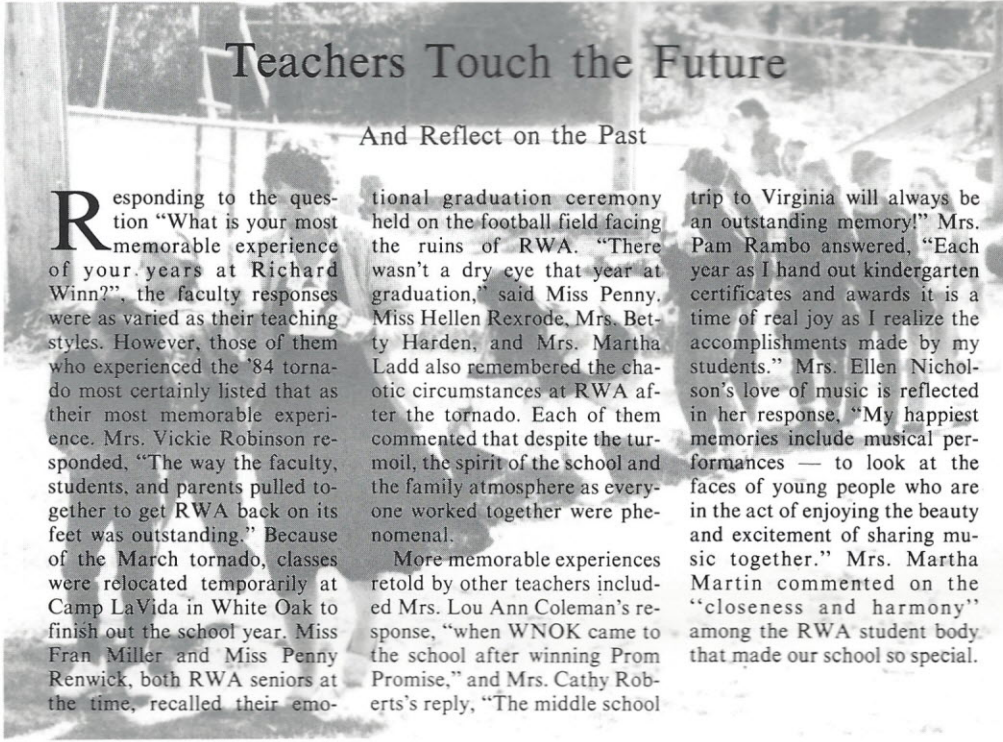 Teachers Touch the Future
And Reflect on the Past
Responding to the ques-
tion “What is your most
memorable experience
of your years at Richard
Winn?”, the faculty responses
were as varied as their teaching
styles. However, those of them
who experienced the ’84 torna-
do most certainly listed that as
their most memorable experi-
ence. Mrs. Vickie Robinson re-
sponded, “The way the faculty,
students, and parents pulled to-
gether to get RWA back on its
feet was outstanding.” Because
of the March tornado, classes
were relocated temporarily at
Camp LaVida in White Oak to
finish out the school year. Miss
Fran Miller and Miss Penny
Renwick, both RWA seniors at
the time, recalled their emo-
tional graduation ceremony
held on the football field facing
the ruins of RWA. “There
wasn’t a dry eye that year at
graduation,” said Miss Penny.
Miss Hellen Rexrode, Mrs. Bet-
ty Harden, and Mrs. Martha
Ladd also remembered the cha-
otic circumstances at RWA af-
ter the tornado. Each of them
commented that despite the tur-
moil, the spirit of the school and
the family atmosphere as every-
one worked together were phe-
nomenal.
More memorable experiences
retold by other teachers includ-
ed Mrs. Lou Ann Coleman’s re-
sponse, “when WNOK came to
the school after winning Prom
Promise,” and Mrs. Cathy Rob-
erts’s reply, “The middle school
trip to Virginia will always be
an outstanding memory!” Mrs.
Pam Rambo answered, “Each
year as I hand out kindergarten
certificates and awards it is a
time of real joy as I realize the
accomplishments made by my
students.” Mrs. Ellen Nichol-
son’s love of music is reflected
in her response, “My happiest
memories include musical per-
formances — to look at the
faces of young people who are
in the act of enjoying the beauty
and excitement of sharing mu-
sic together.” Mrs. Martha
Martin commented on the
“closeness and harmony”
among the RWA student body
that made our school so special.